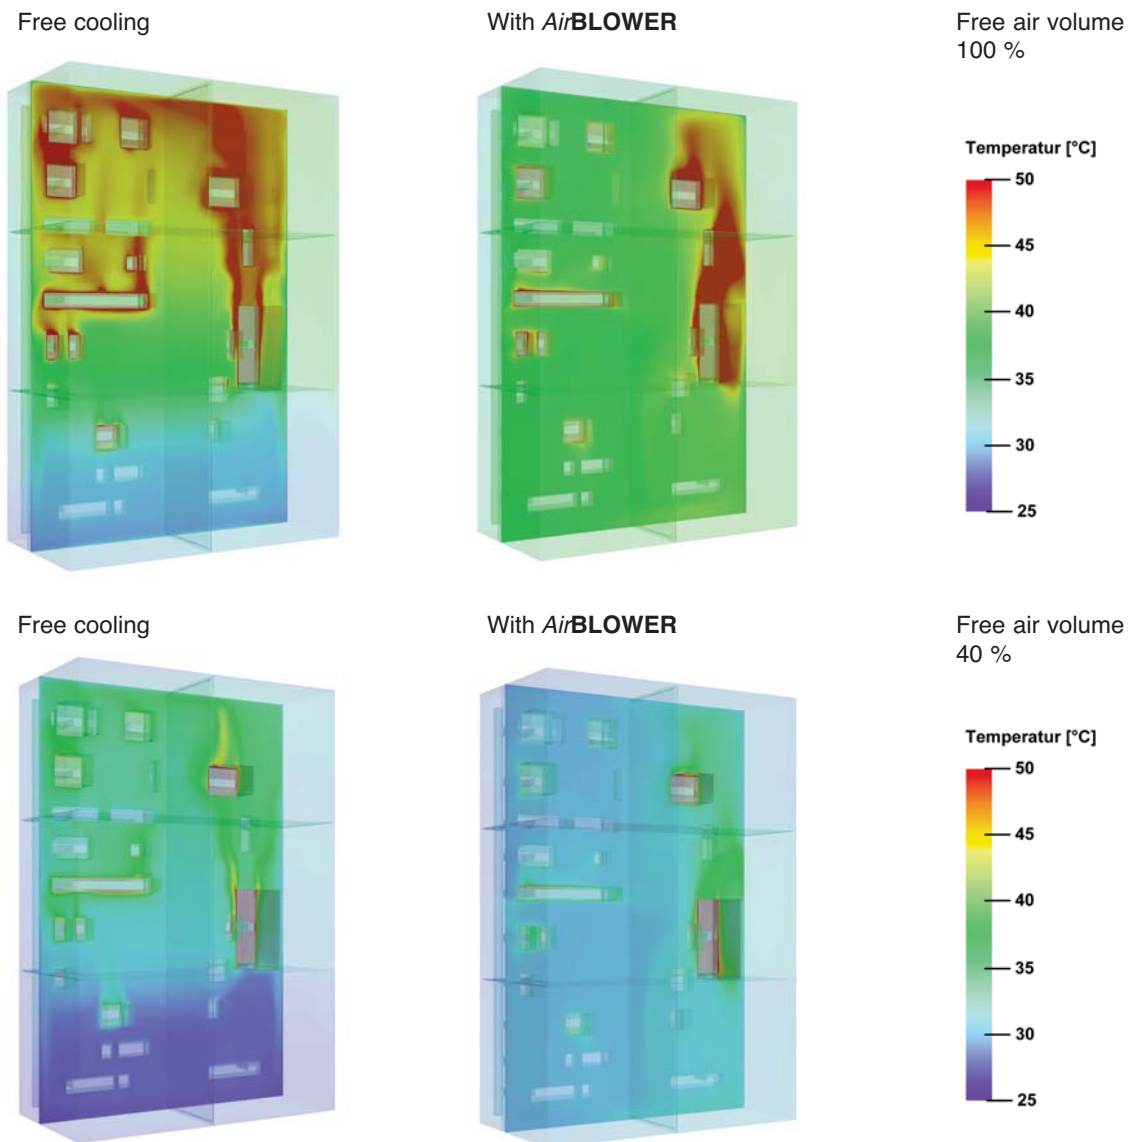 Free cooling
With AirBLOWER
Free air volume
100 %
Temperatur [°C]
50
45
40
35
30
25
Free cooling
With AirBLOWER
Free air volume
40 %
Temperatur [°C]
50
45
40
35
30
25